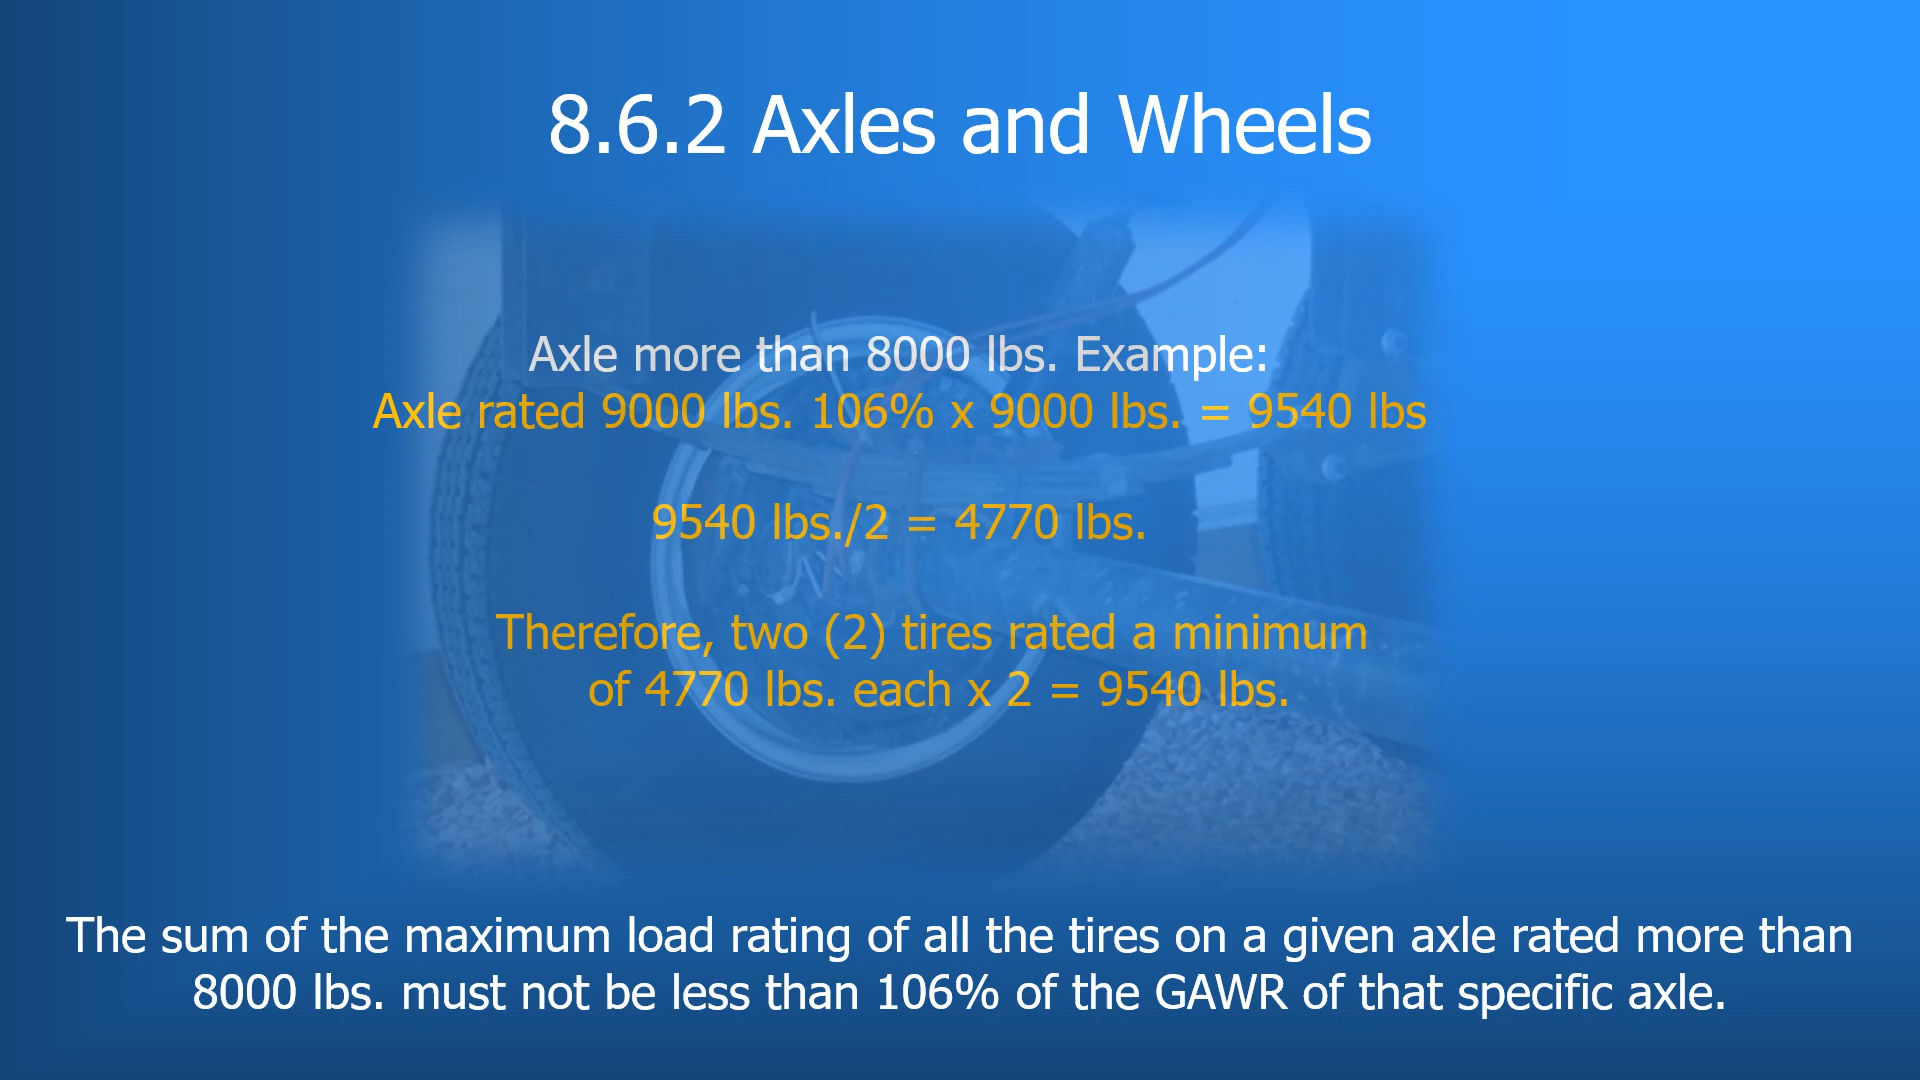 8.6.2 Axles and Wheels
Axle more than 8000 lbs. Example:
Axle rated 9000 lbs. 106% x 9000 lbs. = 9540 lbs
9540 lbs./2 = 4770 lbs.
Therefore, two (2) tires rated a minimum
of 4770 lbs. each x 2 = 9540 lbs.
The sum of the maximum load rating of all the tires on a given axle rated more than
8000 lbs. must not be less than 106% of the GAWR of that specific axle.